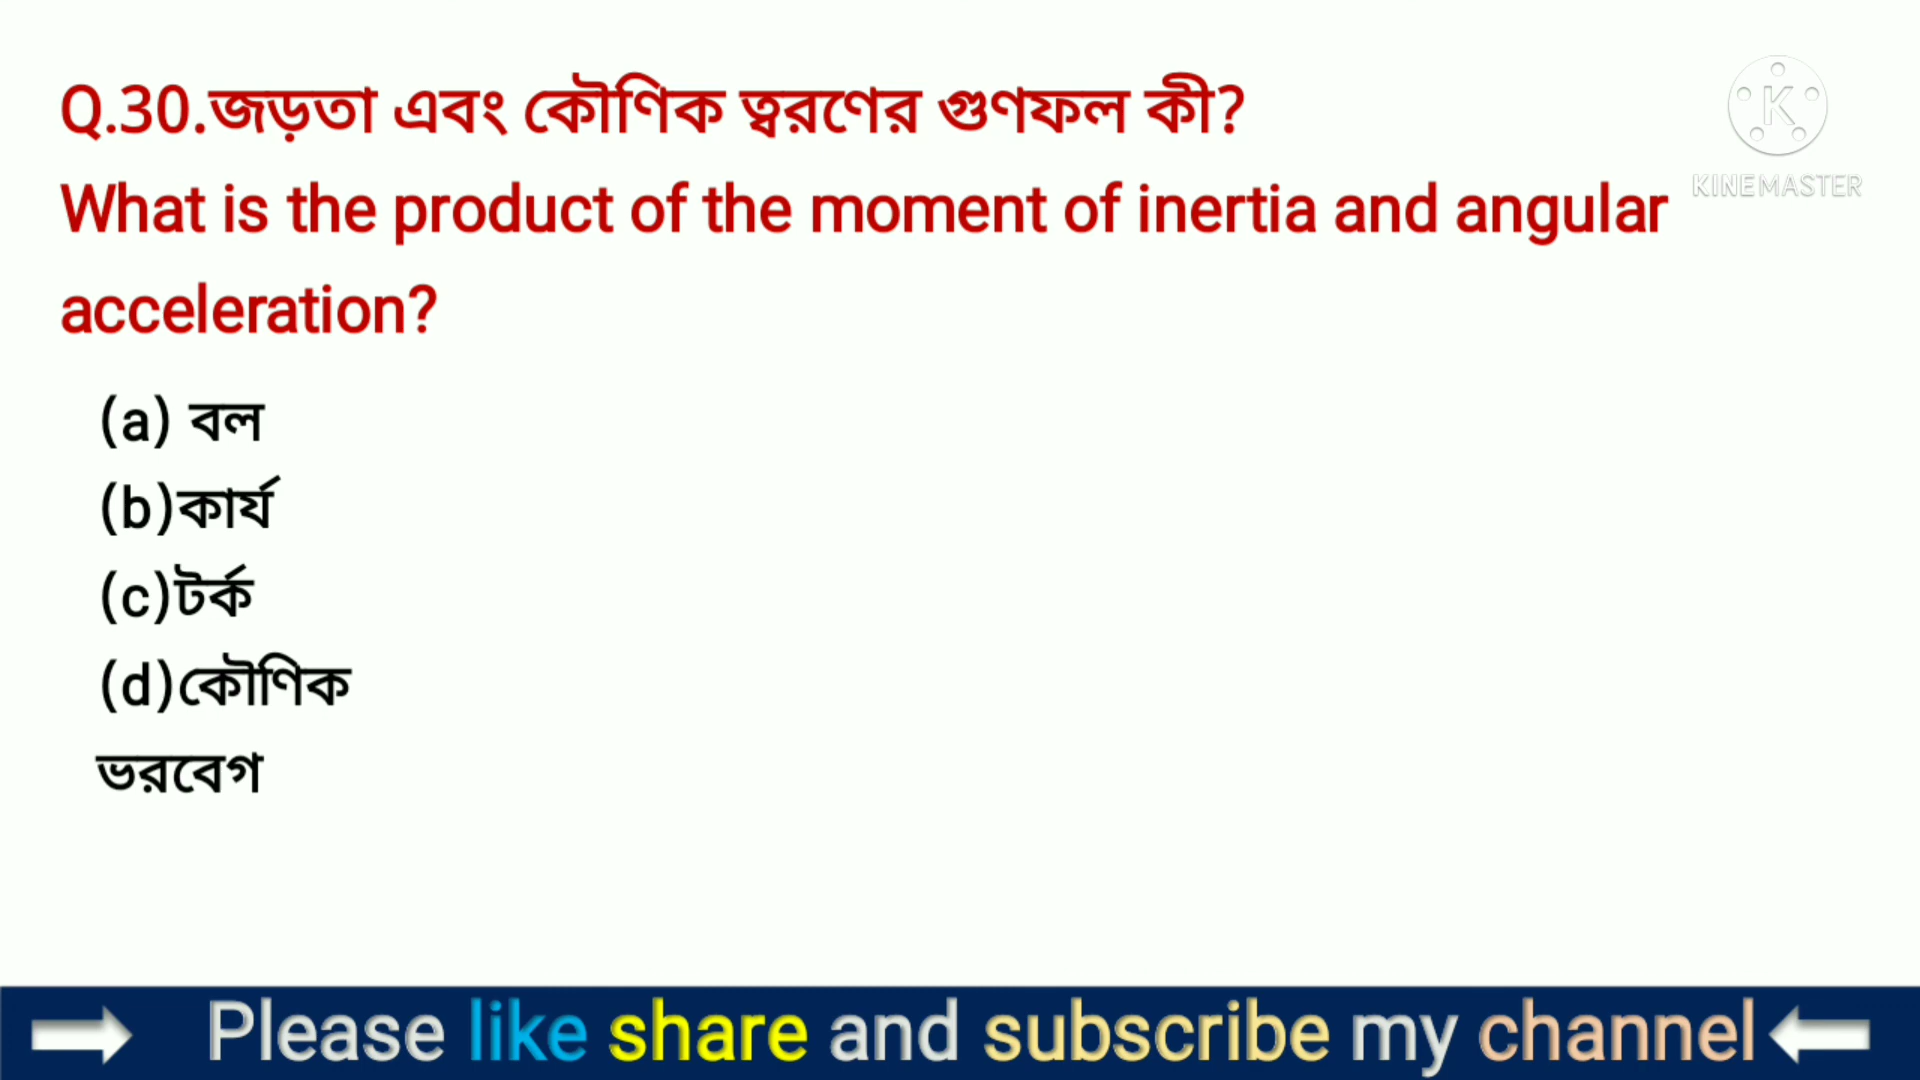 Q.30.জড়তা এবং কৌণিক ত্বরণের গুণফল কী?
What is the product of the moment of inertia and angular
acceleration?
(a) বল
(b)কার্য
(c)টর্ক
(d)কৌণিক
ভরবেগ
K
KINEMASTER
Please like share and subscribe my channel